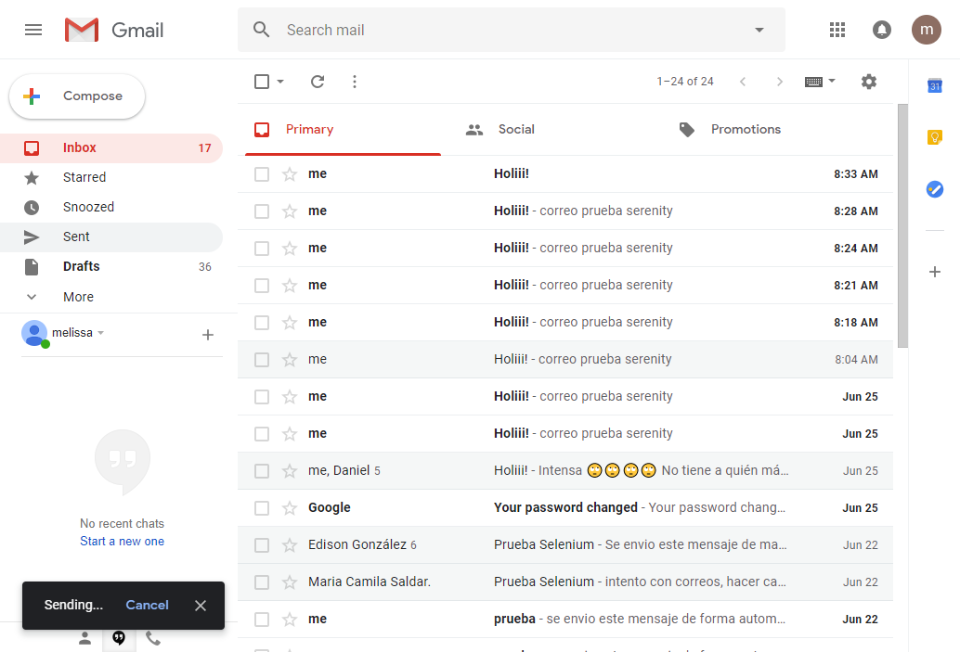 Gmail
Search mail
m
Compose
1–24 of 24
31
Inbox 17
Primary
Social
Promotions
Starred
Snoozed
Sent
Drafts 36
More
melissa
me Holiii! 8:33 AM
me Holiii! - correo prueba serenity 8:28 AM
me Holiii! - correo prueba serenity 8:24 AM
me Holiii! - correo prueba serenity 8:21 AM
me Holiii! - correo prueba serenity 8:18 AM
me Holiii! - correo prueba serenity 8:04 AM
me Holiii! - correo prueba serenity Jun 25
me Holiii! - correo prueba serenity Jun 25
me, Daniel 5 Holiii! - Intensa 🙄🙄🙄🙄 No tiene a quién má… Jun 25
Google Your password changed - Your password chang… Jun 25
Edison González 6 Prueba Selenium - Se envio este mensaje de ma… Jun 22
Maria Camila Saldar. Prueba Selenium - intento con correos, hacer ca… Jun 22
me prueba - se envio este mensaje de forma autom… Jun 22
No recent chats
Start a new one
Sending... Cancel